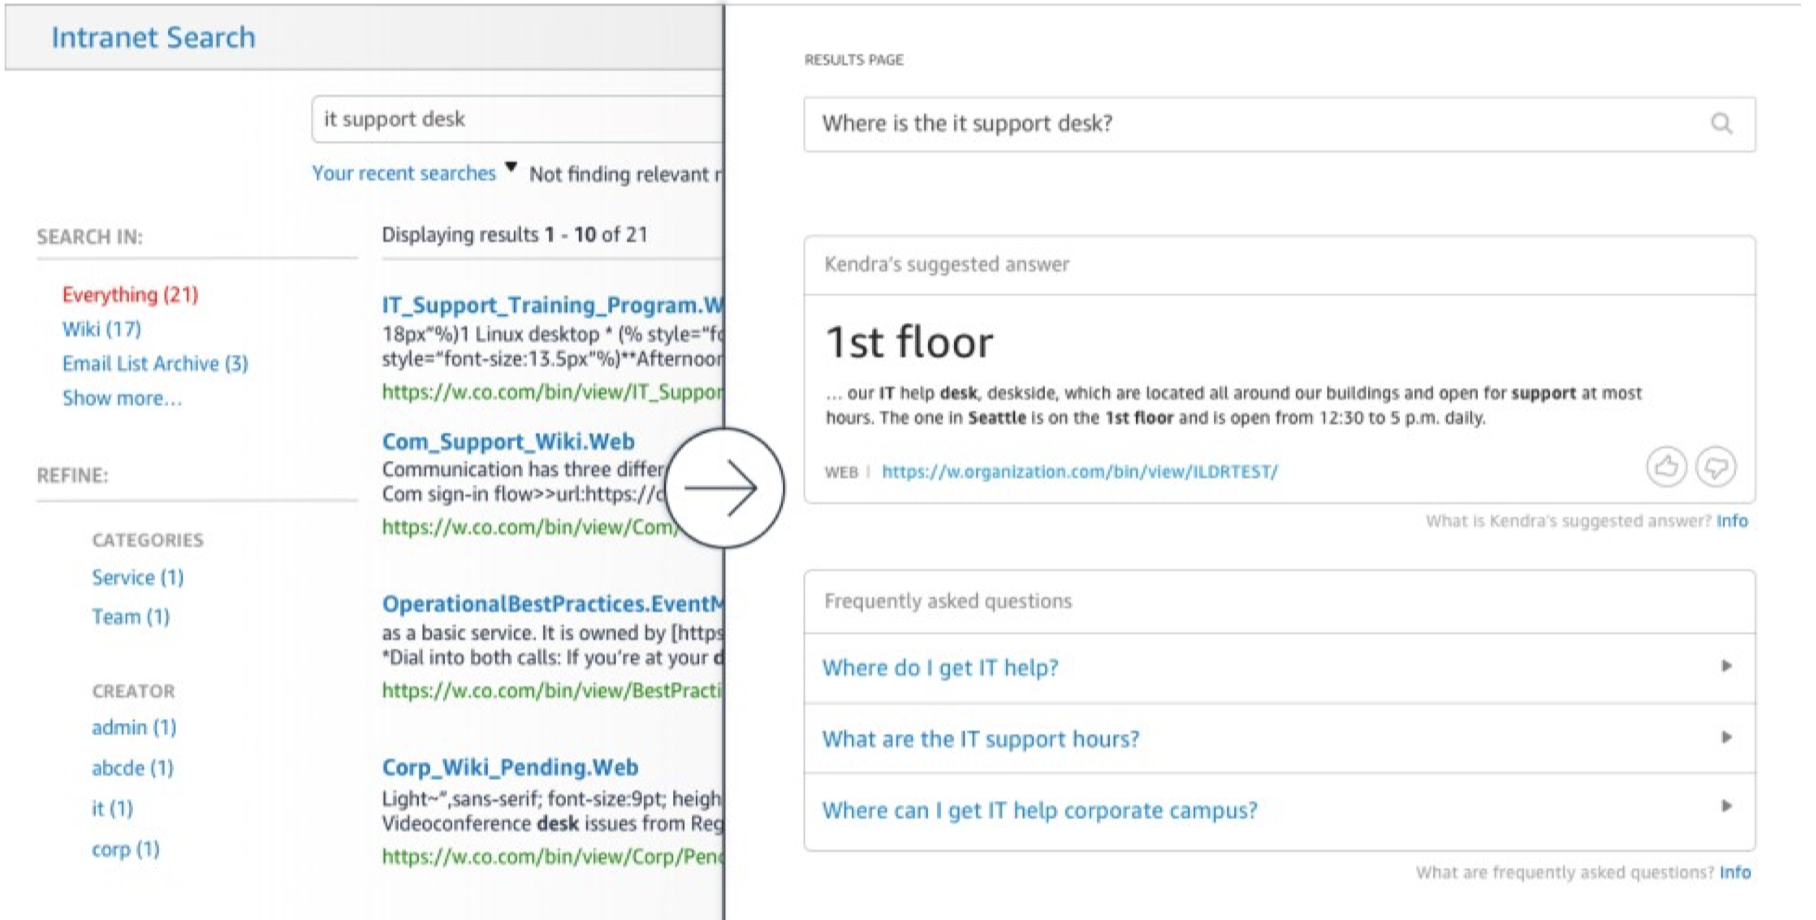 Intranet Search
it support desk
Your recent searches ▼ Not finding relevant r
SEARCH IN:
Everything (21)
Wiki (17)
Email List Archive (3)
Show more...
REFINE:
CATEGORIES
Service (1)
Team (1)
CREATOR
admin (1)
abcde (1)
it (1)
corp (1)
Displaying results 1 - 10 of 21
IT_Support_Training_Program.W
18px"%)1 Linux desktop * (% style="fo
style="font-size:13.5px"%)**Afternoor
https://w.co.com/bin/view/IT_Suppor
Com_Support_Wiki.Web
Communication has three differ
Com sign-in flow>>url:https://c
https://w.co.com/bin/view/Com/
OperationalBestPractices.EventM
as a basic service. It is owned by [https
*Dial into both calls: If you're at your d
https://w.co.com/bin/view/BestPracti
Corp_Wiki_Pending.Web
Light~",sans-serif; font-size:9pt; heigh
Videoconference desk issues from Reg
https://w.co.com/bin/view/Corp/Pend
RESULTS PAGE
Where is the it support desk?
Kendra's suggested answer
1st floor
... our IT help desk, deskside, which are located all around our buildings and open for support at most
hours. The one in Seattle is on the 1st floor and is open from 12:30 to 5 p.m. daily.
WEB | https://w.organization.com/bin/view/ILDRTEST/
What is Kendra's suggested answer? Info
Frequently asked questions
Where do I get IT help?
What are the IT support hours?
Where can I get IT help corporate campus?
What are frequently asked questions? Info